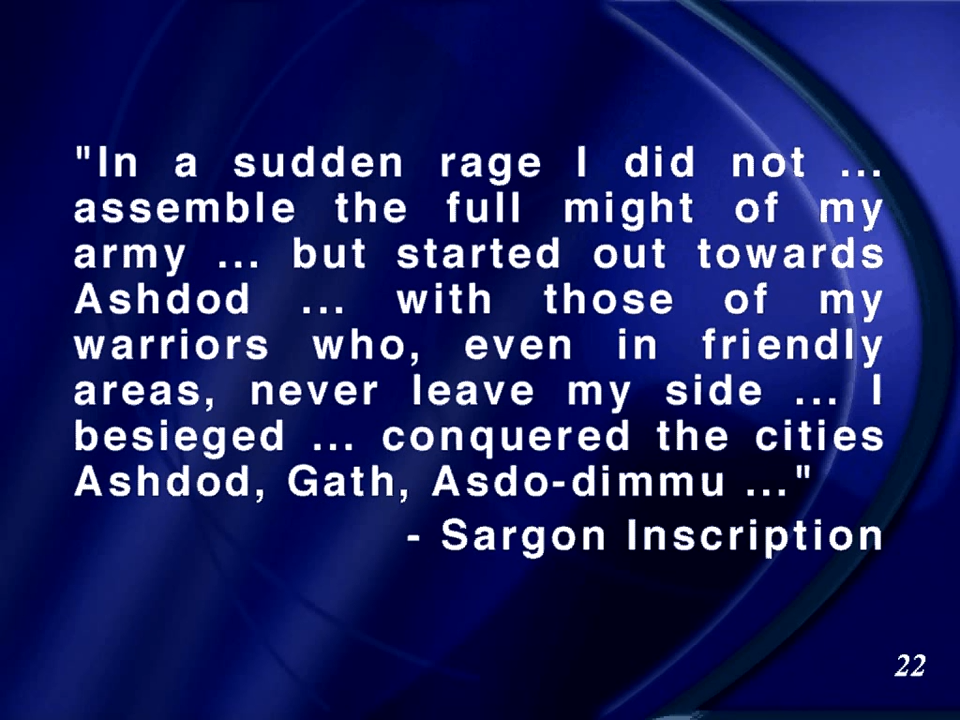 "In a sudden rage I did not ...
assemble the full might of my
army ... but started out towards
Ashdod ... with those of my
warriors who, even in friendly
areas, never leave my side ... I
besieged ... conquered the cities
Ashdod, Gath, Asdo-dimmu ..."
- Sargon Inscription
22